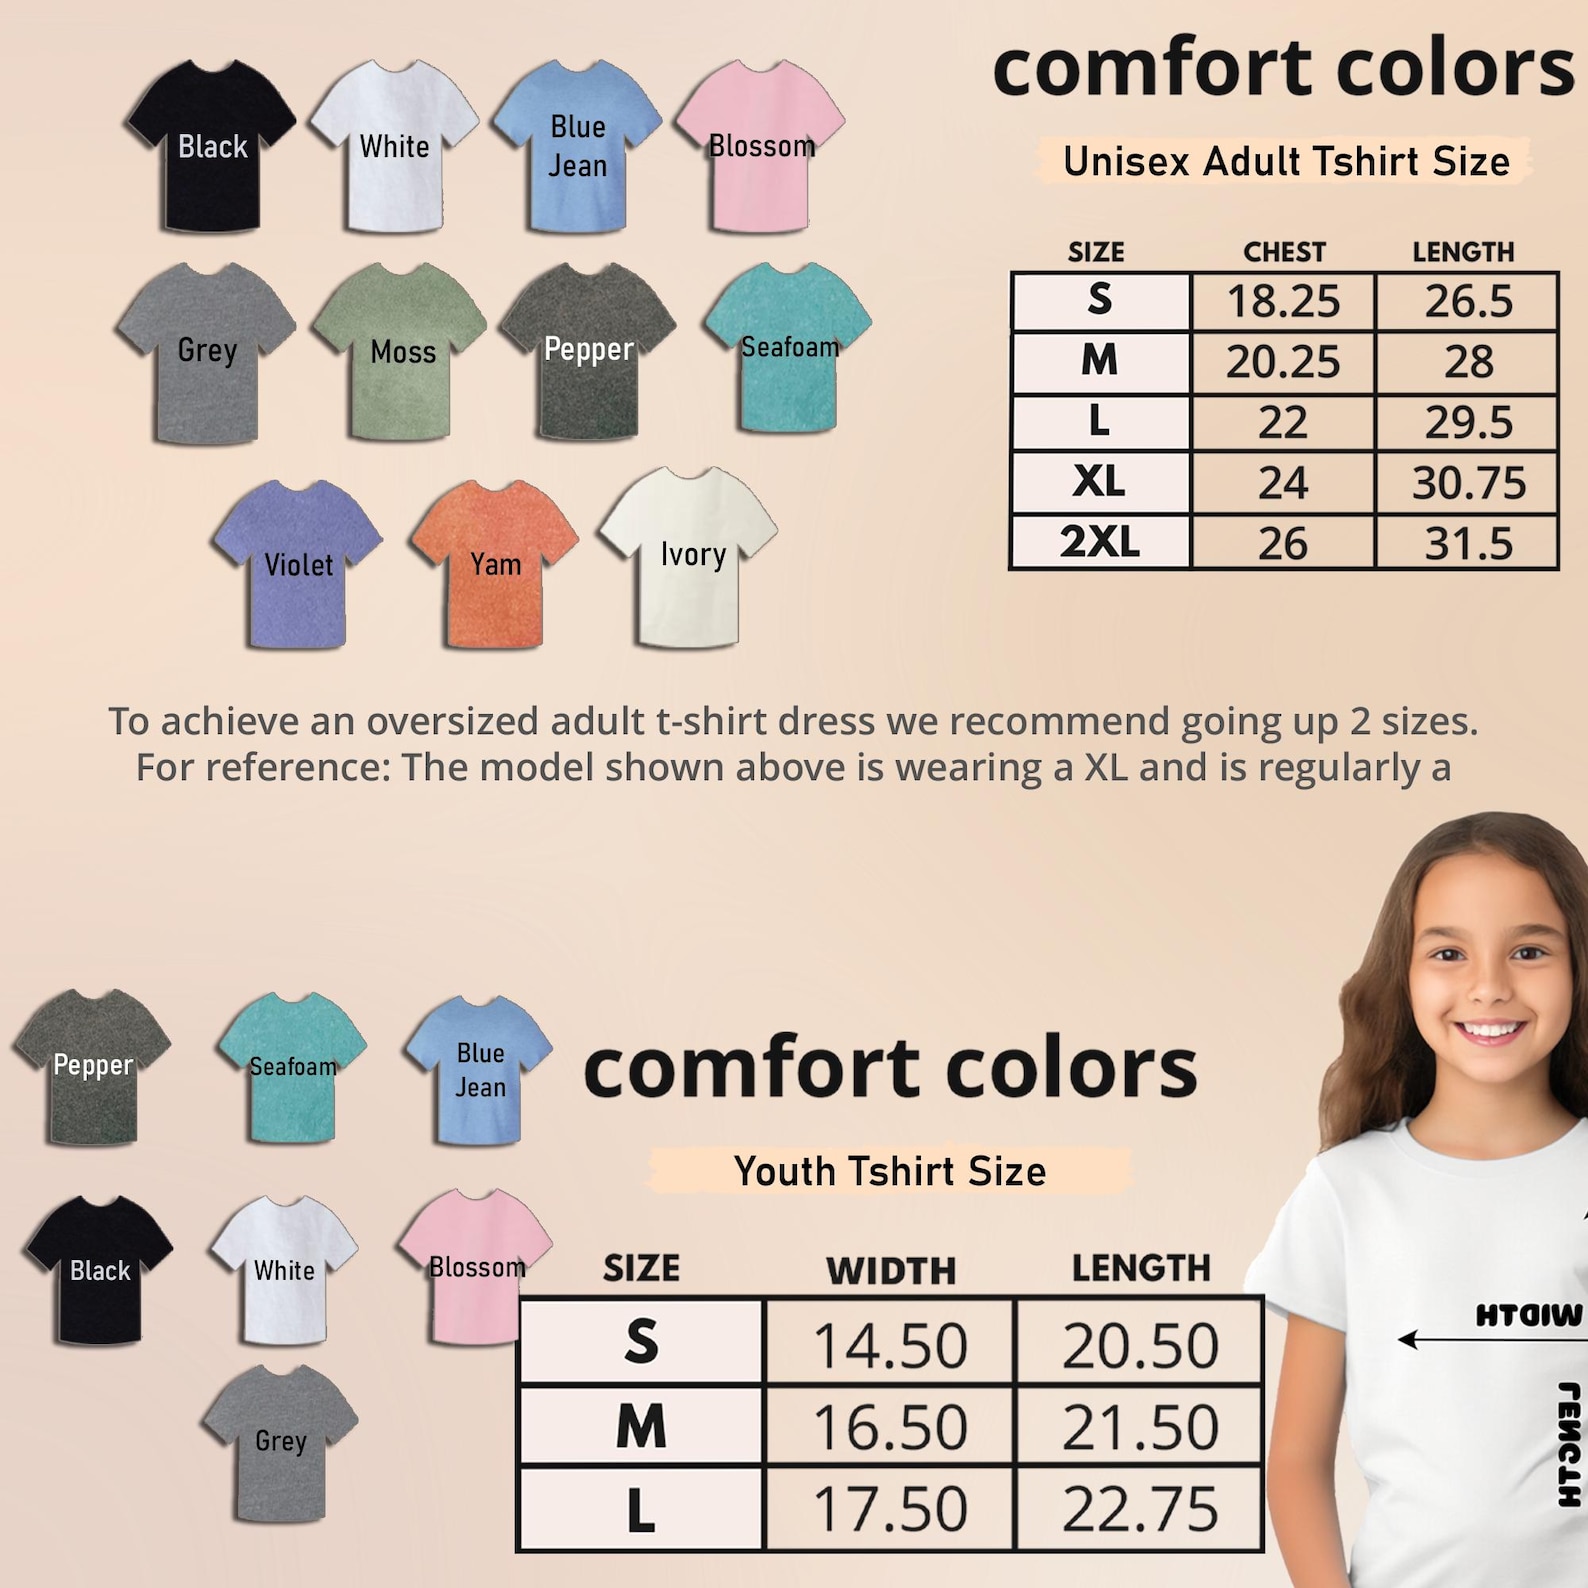 Black
White
Blue
Jean
Blossom
Grey
Moss
Pepper
Seafoam
Violet
Yam
Ivory
comfort colors
Unisex Adult Tshirt Size
SIZE CHEST LENGTH
S 18.25 26.5
M 20.25 28
L 22 29.5
XL 24 30.75
2XL 26 31.5
To achieve an oversized adult t-shirt dress we recommend going up 2 sizes.
For reference: The model shown above is wearing a XL and is regularly a
Pepper
Seafoam
Blue
Jean
Black
White
Blossom
Grey
comfort colors
Youth Tshirt Size
SIZE WIDTH LENGTH
S 14.50 20.50
M 16.50 21.50
L 17.50 22.75
WIDTH
LENGTH